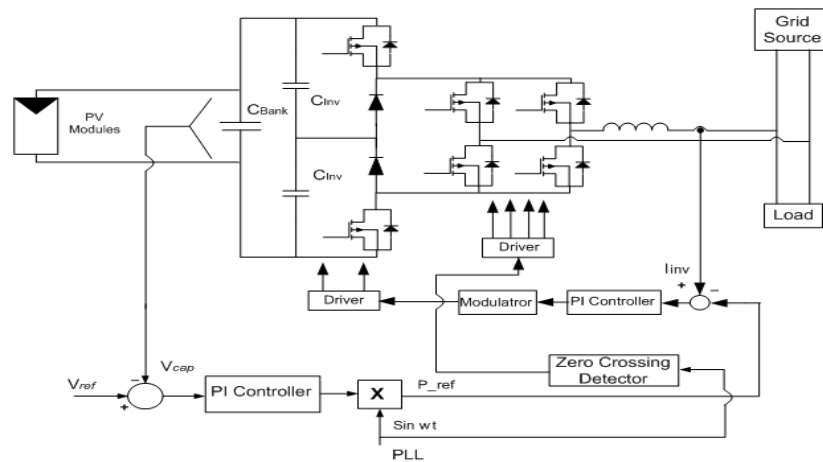 Grid
Source
PV
Modules
CBank
CInv
CInv
Load
Driver
Driver
Modulatror
PI Controller
Iinv
+
−
Zero Crossing
Detector
Vref
−
+
Vcap
PI Controller
X
P_ref
Sin wt
PLL